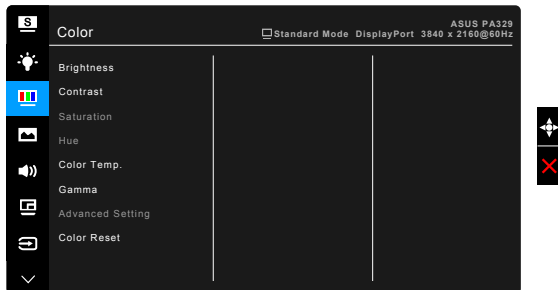 S
ASUS PA329
Color
Standard Mode DisplayPort 3840 x 2160@60Hz
Brightness
Contrast
Saturation
Hue
Color Temp.
Gamma
Advanced Setting
Color Reset